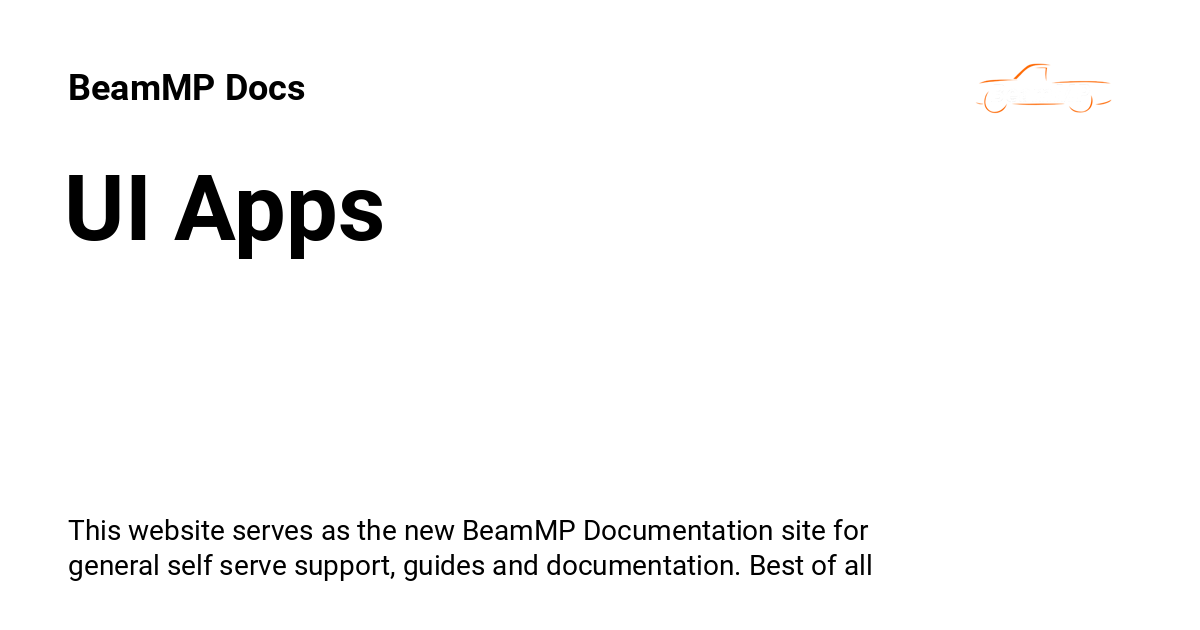 BeamMP Docs
UI Apps
This website serves as the new BeamMP Documentation site for
general self serve support, guides and documentation. Best of all